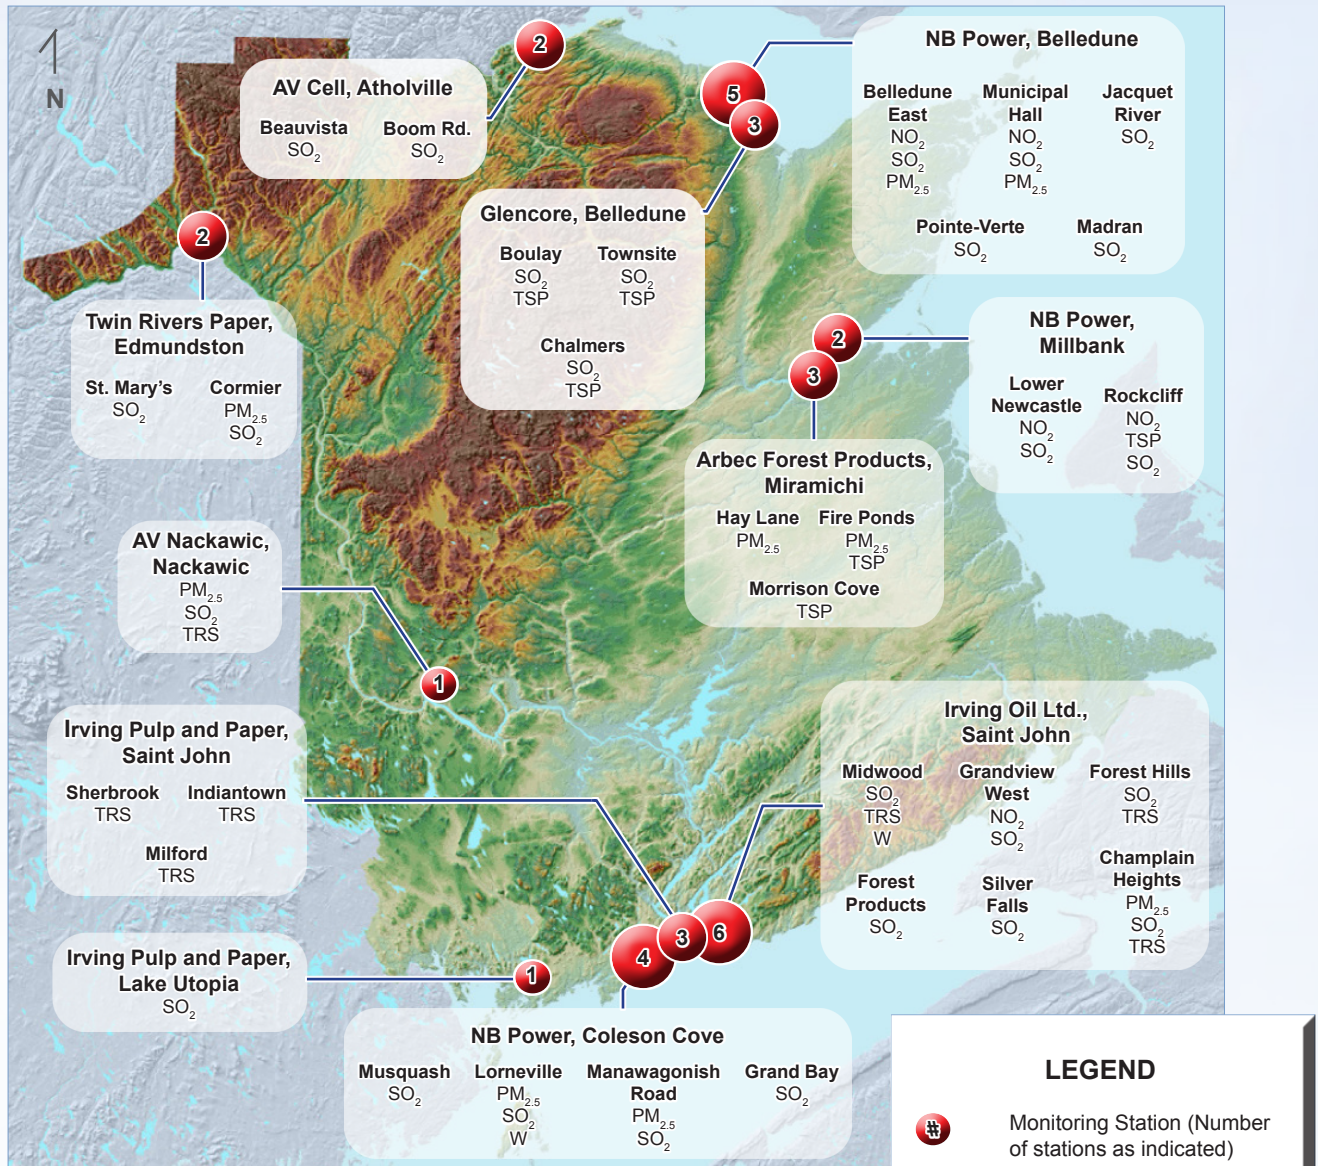 N
2
AV Cell, Atholville
Beauvista
SO2
Boom Rd.
SO2
5
3
NB Power, Belledune
Belledune
East
NO2
SO2
PM2.5
Municipal
Hall
NO2
SO2
PM2.5
Jacquet
River
SO2
Pointe-Verte
SO2
Madran
SO2
Glencore, Belledune
Boulay
SO2
TSP
Townsite
SO2
TSP
Chalmers
SO2
TSP
2
Twin Rivers Paper,
Edmundston
St. Mary's
SO2
Cormier
PM2.5
SO2
2
3
NB Power,
Millbank
Lower
Newcastle
NO2
SO2
Rockcliff
NO2
TSP
SO2
Arbec Forest Products,
Miramichi
Hay Lane
PM2.5
Fire Ponds
PM2.5
TSP
Morrison Cove
TSP
AV Nackawic,
Nackawic
PM2.5
SO2
TRS
1
Irving Pulp and Paper,
Saint John
Sherbrook
TRS
Indiantown
TRS
Milford
TRS
Irving Oil Ltd.,
Saint John
Midwood
SO2
TRS
W
Grandview
West
NO2
SO2
Forest Hills
SO2
TRS
Forest
Products
SO2
Silver
Falls
SO2
Champlain
Heights
PM2.5
SO2
TRS
4
3
6
1
Irving Pulp and Paper,
Lake Utopia
SO2
NB Power, Coleson Cove
Musquash
SO2
Lorneville
PM2.5
SO2
W
Manawagonish
Road
PM2.5
SO2
Grand Bay
SO2
LEGEND
#
Monitoring Station (Number
of stations as indicated)